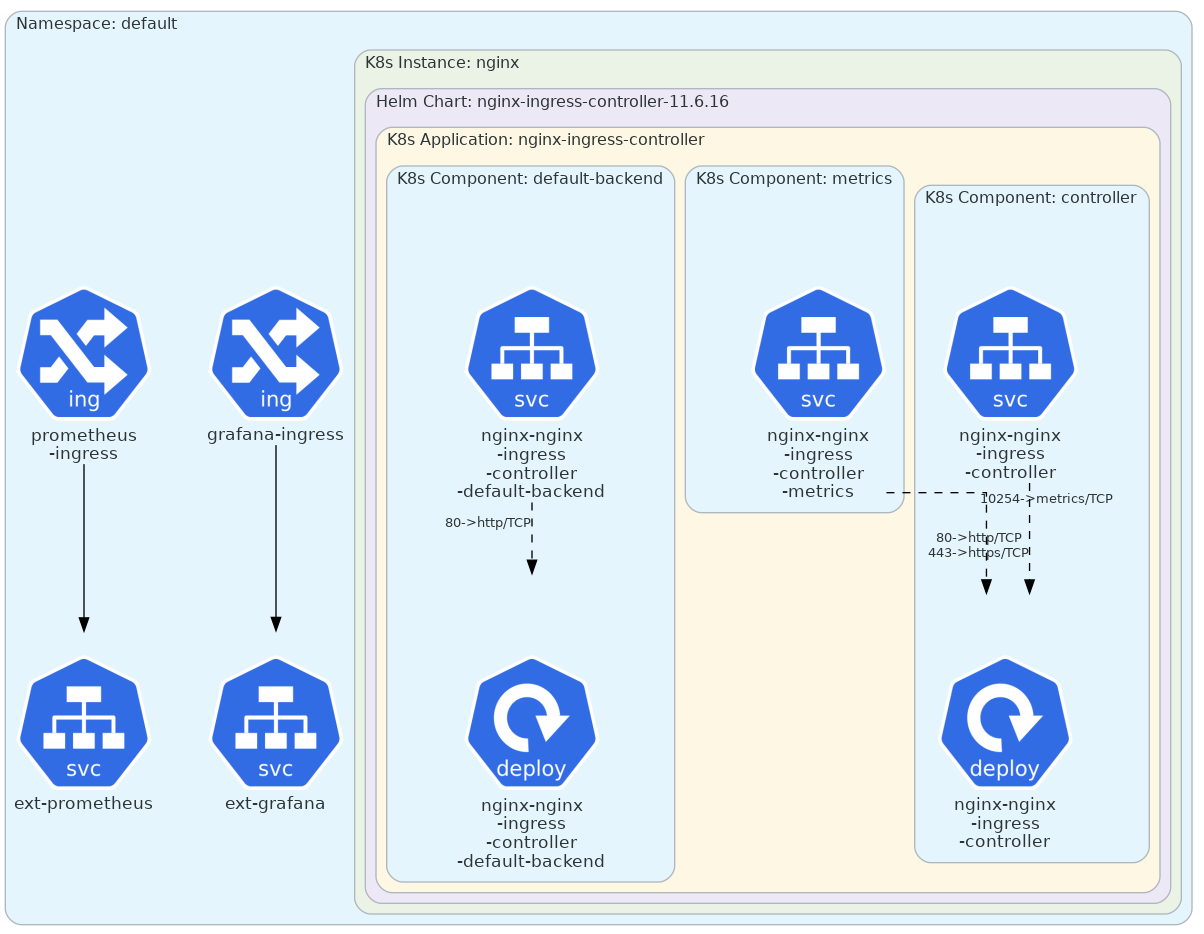 Namespace: default
K8s Instance: nginx
Helm Chart: nginx-ingress-controller-11.6.16
K8s Application: nginx-ingress-controller
K8s Component: default-backend
K8s Component: metrics
K8s Component: controller
ing
prometheus
-ingress
ing
grafana-ingress
svc
nginx-nginx
-ingress
-controller
-default-backend
svc
nginx-nginx
-ingress
-controller
-metrics
svc
nginx-nginx
-ingress
-controller
80->http/TCP
10254->metrics/TCP
80->http/TCP
443->https/TCP
svc
ext-prometheus
svc
ext-grafana
deploy
nginx-nginx
-ingress
-controller
-default-backend
deploy
nginx-nginx
-ingress
-controller